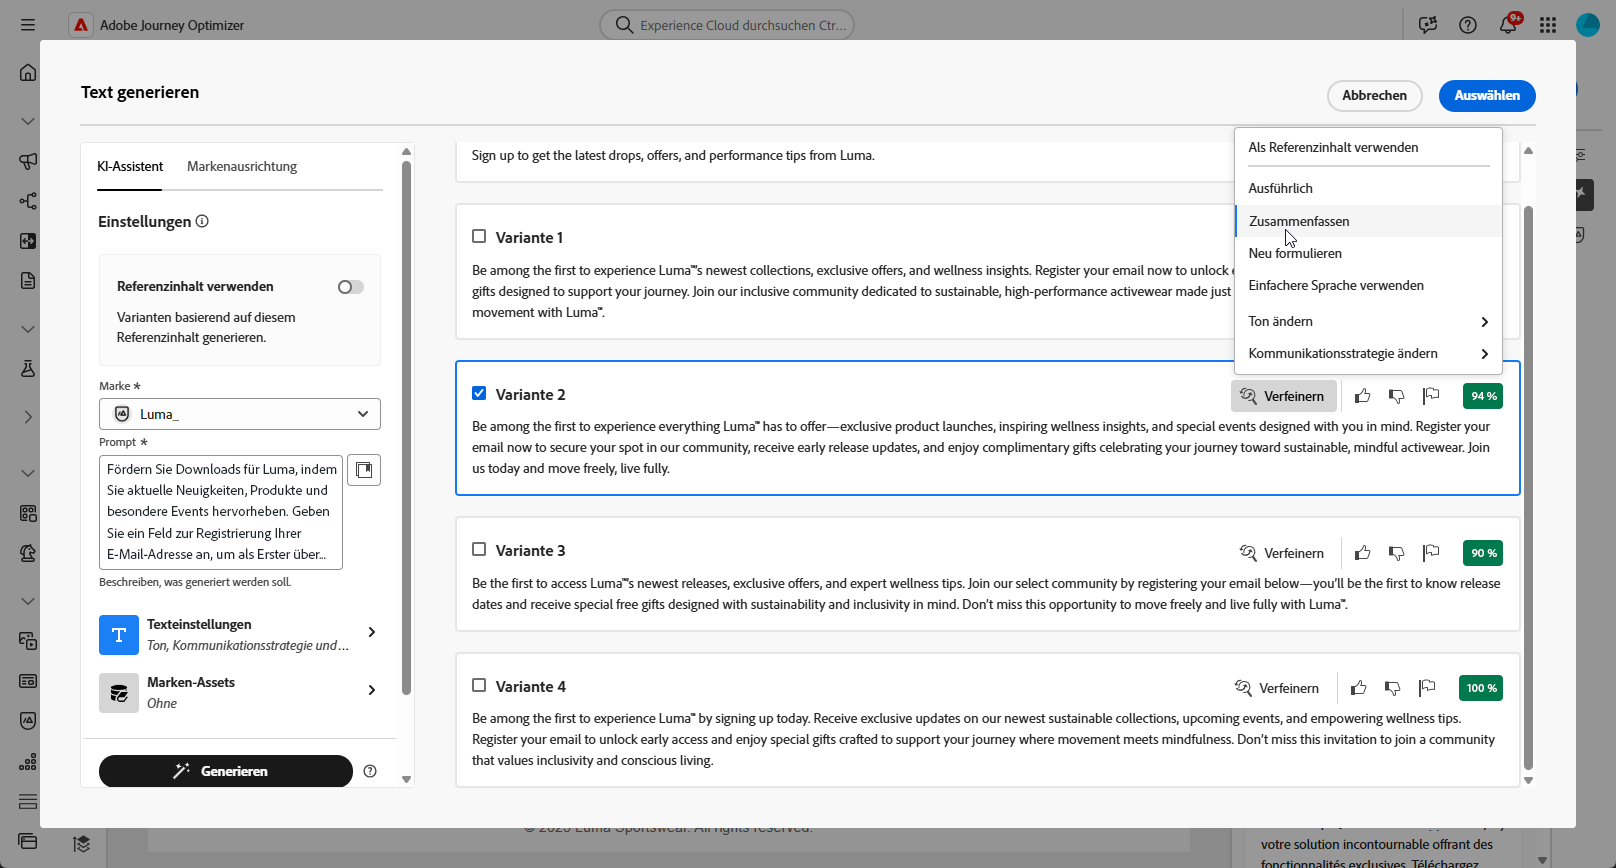 Adobe Journey Optimizer
Experience Cloud durchsuchen Ctr...
9+
Text generieren
Abbrechen
Auswählen
KI-Assistent
Markenausrichtung
Einstellungen
Referenzinhalt verwenden
Varianten basierend auf diesem
Referenzinhalt generieren.
Marke *
Luma_
Prompt *
Fördern Sie Downloads für Luma, indem
Sie aktuelle Neuigkeiten, Produkte und
besondere Events hervorheben. Geben
Sie ein Feld zur Registrierung Ihrer
E-Mail-Adresse an, um als Erster über...
Beschreiben, was generiert werden soll.
T
Texteinstellungen
Ton, Kommunikationsstrategie und ...
Marken-Assets
Ohne
Generieren
Sign up to get the latest drops, offers, and performance tips from Luma.
Variante 1
Be among the first to experience Luma™'s newest collections, exclusive offers, and wellness insights. Register your email now to unlock
gifts designed to support your journey. Join our inclusive community dedicated to sustainable, high-performance activewear made just
movement with Luma™.
Als Referenzinhalt verwenden
Ausführlich
Zusammenfassen
Neu formulieren
Einfachere Sprache verwenden
Ton ändern
Kommunikationsstrategie ändern
Variante 2
Verfeinern
94 %
Be among the first to experience everything Luma™ has to offer—exclusive product launches, inspiring wellness insights, and special events designed with you in mind. Register your
email now to secure your spot in our community, receive early release updates, and enjoy complimentary gifts celebrating your journey toward sustainable, mindful activewear. Join
us today and move freely, live fully.
Variante 3
Verfeinern
90 %
Be the first to access Luma™'s newest releases, exclusive offers, and expert wellness tips. Join our select community by registering your email below—you'll be the first to know release
dates and receive special free gifts designed with sustainability and inclusivity in mind. Don't miss this opportunity to move freely and live fully with Luma™.
Variante 4
Verfeinern
100 %
Be among the first to experience Luma™ by signing up today. Receive exclusive updates on our newest sustainable collections, upcoming events, and empowering wellness tips.
Register your email to unlock early access and enjoy special gifts crafted to support your journey where movement meets mindfulness. Don't miss this invitation to join a community
that values inclusivity and conscious living.
Luma Sportswear. All rights reserved.
votre solution incontournable offrant des
fonctionnalités exclusives. Téléchargez